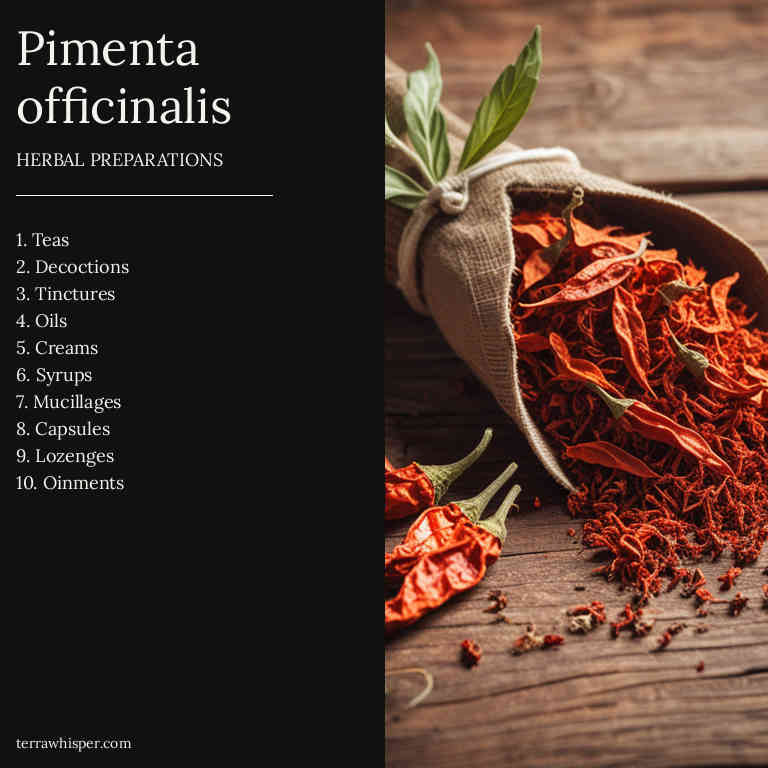 Pimenta
officinalis
HERBAL PREPARATIONS
1. Teas
2. Decoctions
3. Tinctures
4. Oils
5. Creams
6. Syrups
7. Mucillages
8. Capsules
9. Lozenges
10. Oinments
terrawhisper.com